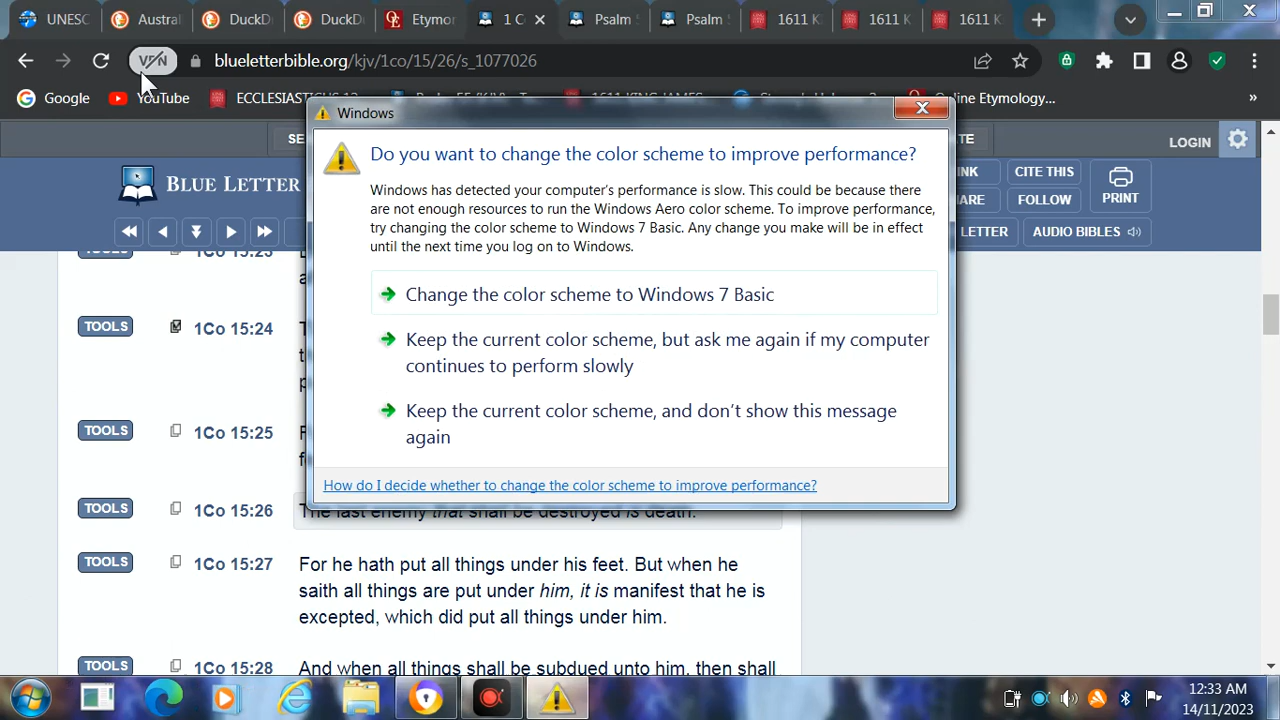 UNESC
Austral
DuckD
DuckD
Etymor
1 C
Psalm
Psalm
1611 K
1611 K
1611 K
VPN
blueletterbible.org/kjv/1co/15/26/s_1077026
Google
YouTube
ECCLESIASTICUS 12
Online Etymology...
»
Windows
Do you want to change the color scheme to improve performance?
Windows has detected your computer's performance is slow. This could be because there
are not enough resources to run the Windows Aero color scheme. To improve performance,
try changing the color scheme to Windows 7 Basic. Any change you make will be in effect
until the next time you log on to Windows.
Change the color scheme to Windows 7 Basic
Keep the current color scheme, but ask me again if my computer
continues to perform slowly
Keep the current color scheme, and don't show this message
again
How do I decide whether to change the color scheme to improve performance?
SE
TE
LOGIN
BLUE LETTER
INK
CITE THIS
PRINT
ARE
FOLLOW
LETTER
AUDIO BIBLES
1Co 15:23
TOOLS
1Co 15:24
TOOLS
1Co 15:25
TOOLS
1Co 15:26
The last enemy that shall be destroyed is death.
TOOLS
1Co 15:27
For he hath put all things under his feet. But when he
saith all things are put under him, it is manifest that he is
excepted, which did put all things under him.
TOOLS
1Co 15:28
And when all things shall be subdued unto him, then shall
12:33 AM
14/11/2023